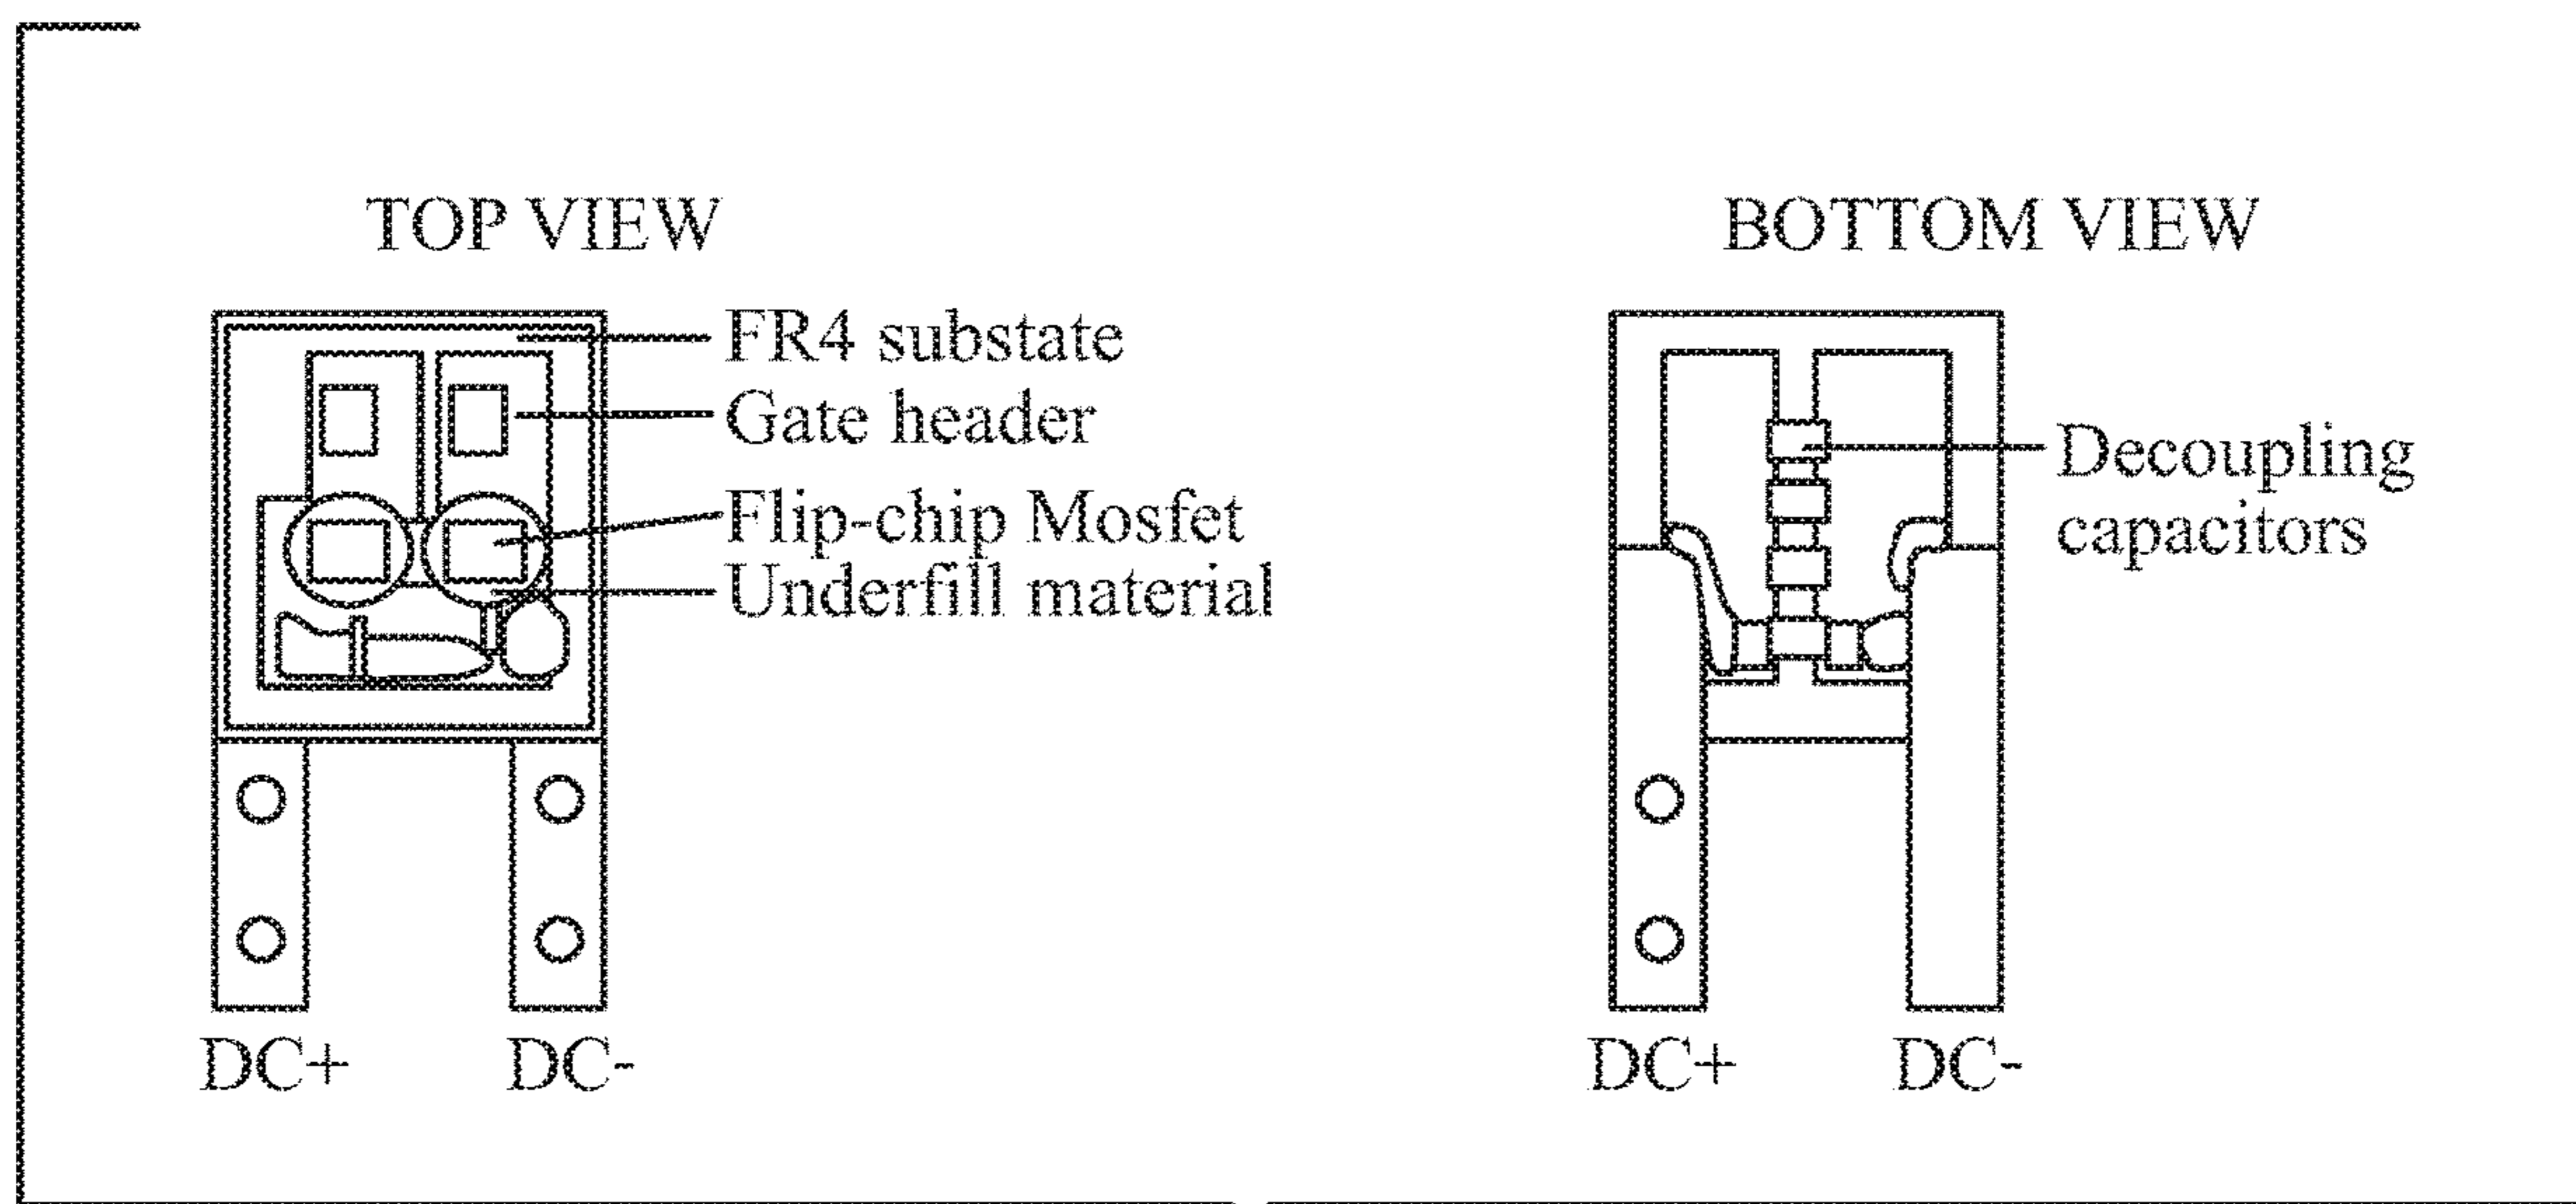 TOP VIEW
FR4 substate
Gate header
Flip-chip Mosfet
Underfill material
DC+ DC-
BOTTOM VIEW
Decoupling
capacitors
DC+ DC-